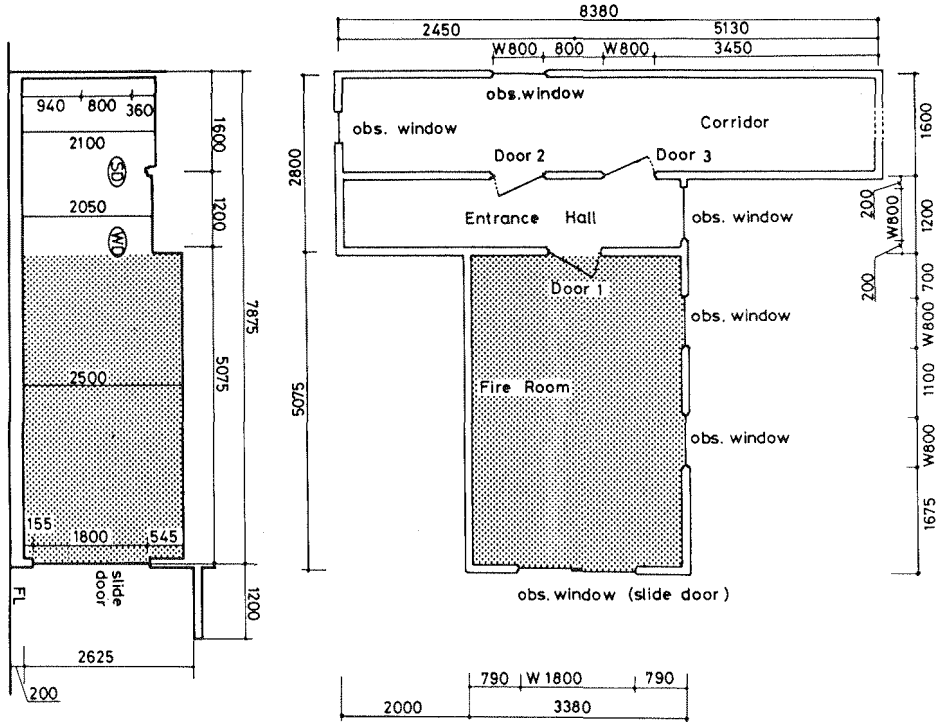 8380
2450 5130
W800 800 W800 3450
940 800 360
2100
SD
2050
WD
2500
155 1800 545
slide door
FL
2625
200
1600
1200
5075
7875
1200
obs.window
obs. window
Corridor
Door 2
Door 3
Entrance Hall
obs. window
Door 1
obs. window
Fire Room
obs. window
obs.window (slide door)
2800
5075
1600
200
W800
200
1200
700
W800
1100
W800
1675
790 W 1800 790
2000 3380